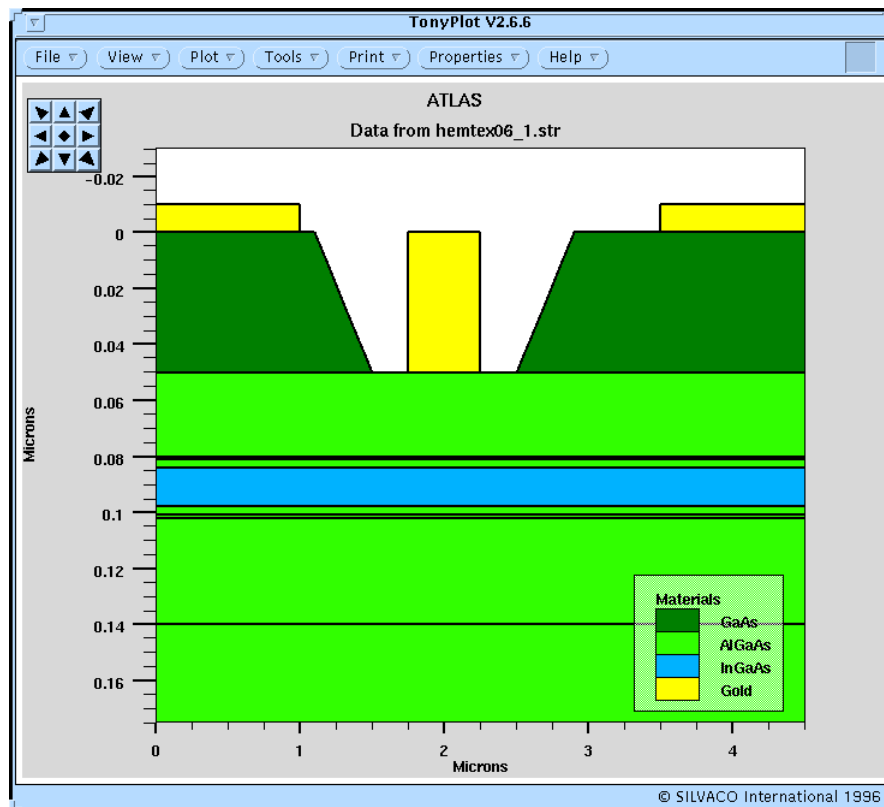 TonyPlot V2.6.6
File View Plot Tools Print Properties Help
ATLAS
Data from hemtex06_1.str
-0.02
0
0.02
0.04
0.06
0.08
0.1
0.12
0.14
0.16
Microns
Materials
GaAs
AlGaAs
InGaAs
Gold
0 1 2 3 4
Microns
© SILVACO International 1996